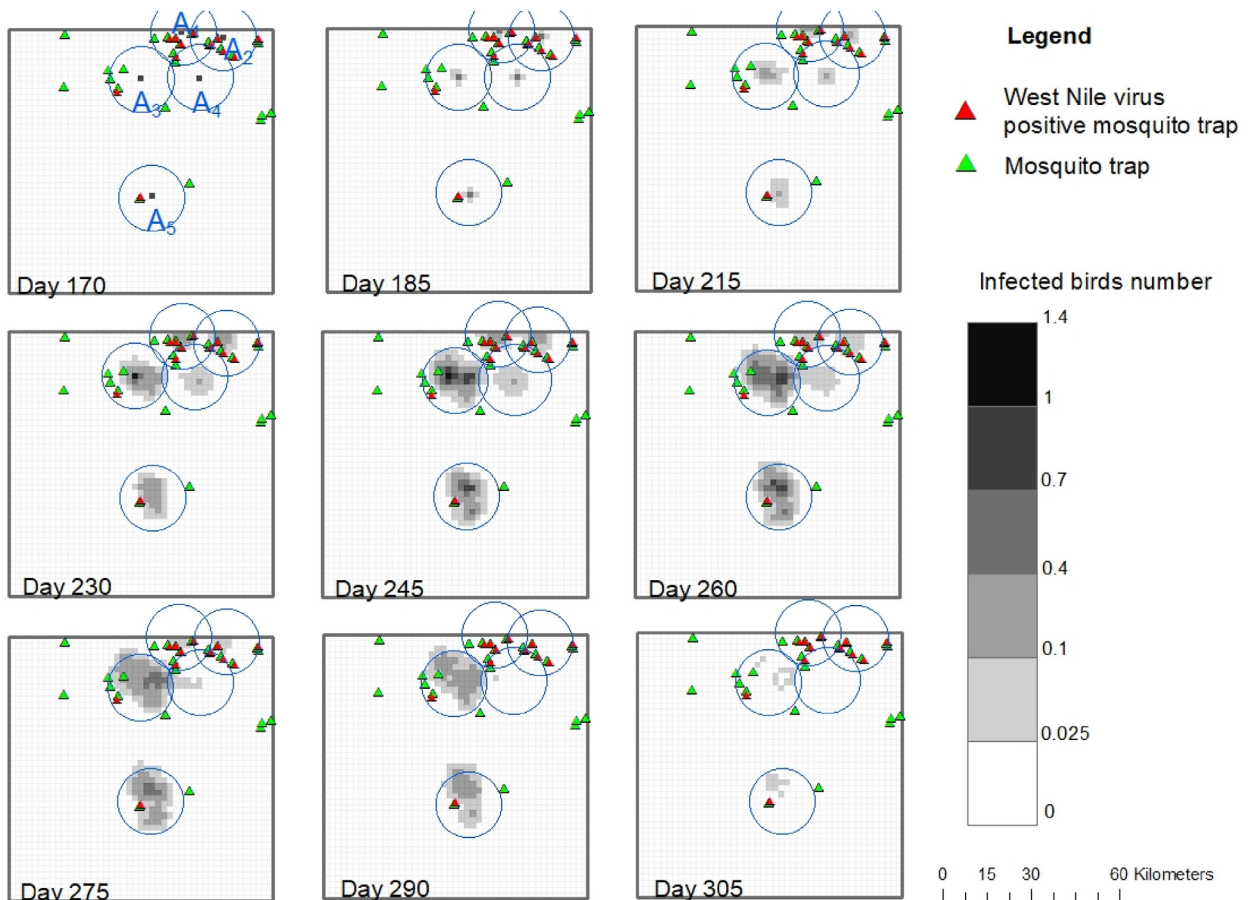 A₁
A₂
A₃
A₄
A₅
Day 170
Day 185
Day 215
Day 230
Day 245
Day 260
Day 275
Day 290
Day 305
Legend
West Nile virus
positive mosquito trap
Mosquito trap
Infected birds number
1.4
1
0.7
0.4
0.1
0.025
0
0 15 30 60 Kilometers